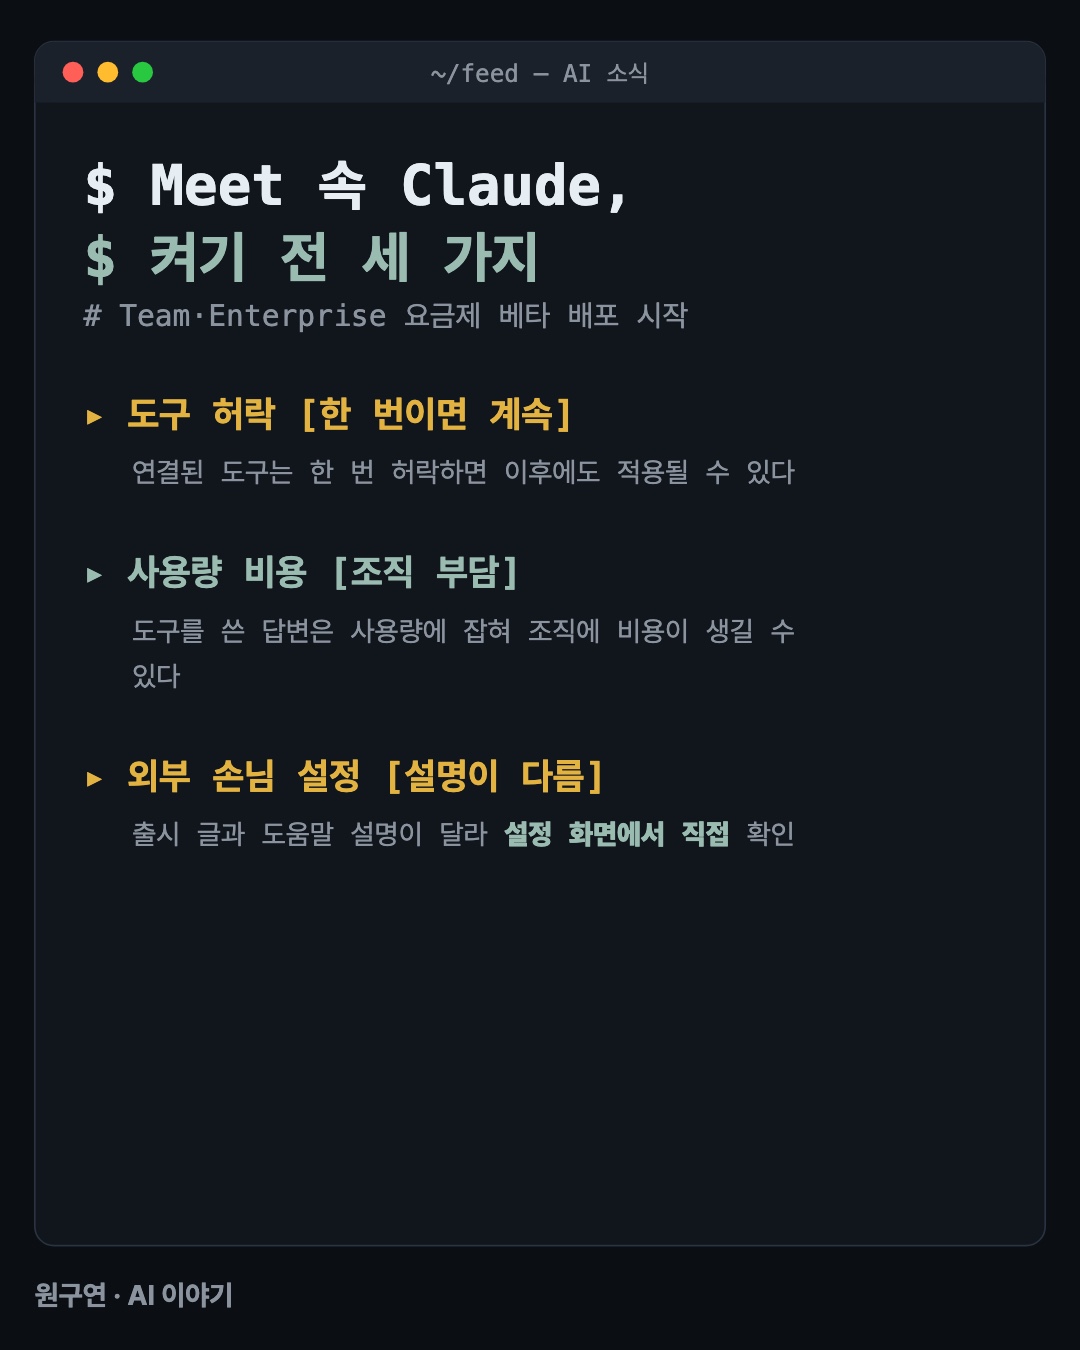 ~/feed — AI 소식
$ Meet 속 Claude,
$ 켜기 전 세 가지
# Team·Enterprise 요금제 베타 배포 시작
▸ 도구 허락 [한 번이면 계속]
연결된 도구는 한 번 허락하면 이후에도 적용될 수 있다
▸ 사용량 비용 [조직 부담]
도구를 쓴 답변은 사용량에 잡혀 조직에 비용이 생길 수
있다
▸ 외부 손님 설정 [설명이 다름]
출시 글과 도움말 설명이 달라 설정 화면에서 직접 확인
원구연 · AI 이야기